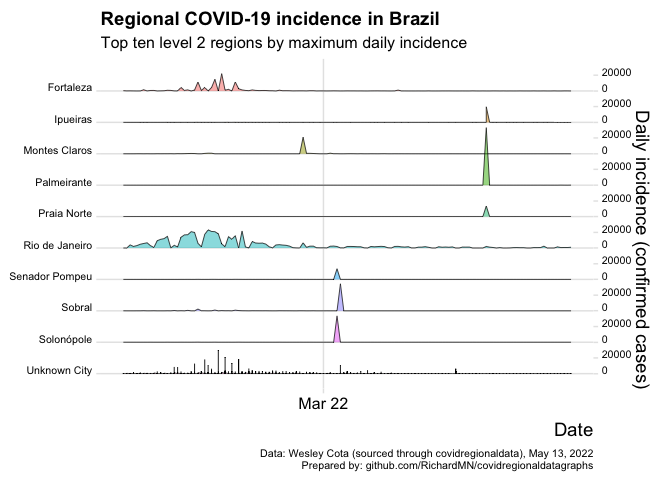 Regional COVID-19 incidence in Brazil
Top ten level 2 regions by maximum daily incidence
Fortaleza
20000
0
Ipueiras
20000
0
Montes Claros
20000
0
Palmeirante
20000
0
Praia Norte
20000
0
Rio de Janeiro
20000
0
Senador Pompeu
20000
0
Sobral
20000
0
Solonópole
20000
0
Unknown City
20000
0
Daily incidence (confirmed cases)
Mar 22
Date
Data: Wesley Cota (sourced through covidregionaldata), May 13, 2022
Prepared by: github.com/RichardMN/covidregionaldatagraphs